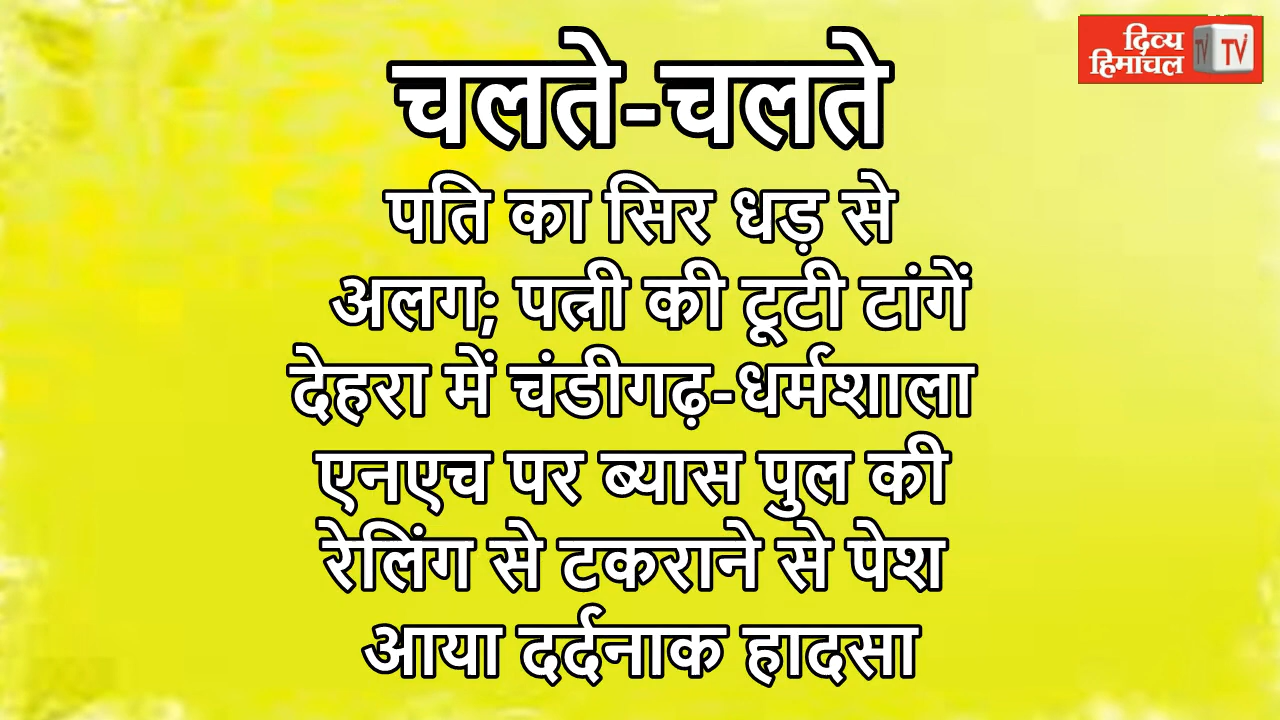 दिव्य
हिमाचल
TV TV
चलते-चलते
पति का सिर धड़ से
अलग; पत्नी की टूटी टांगें
देहरा में चंडीगढ़-धर्मशाला
एनएच पर ब्यास पुल की
रेलिंग से टकराने से पेश
आया दर्दनाक हादसा